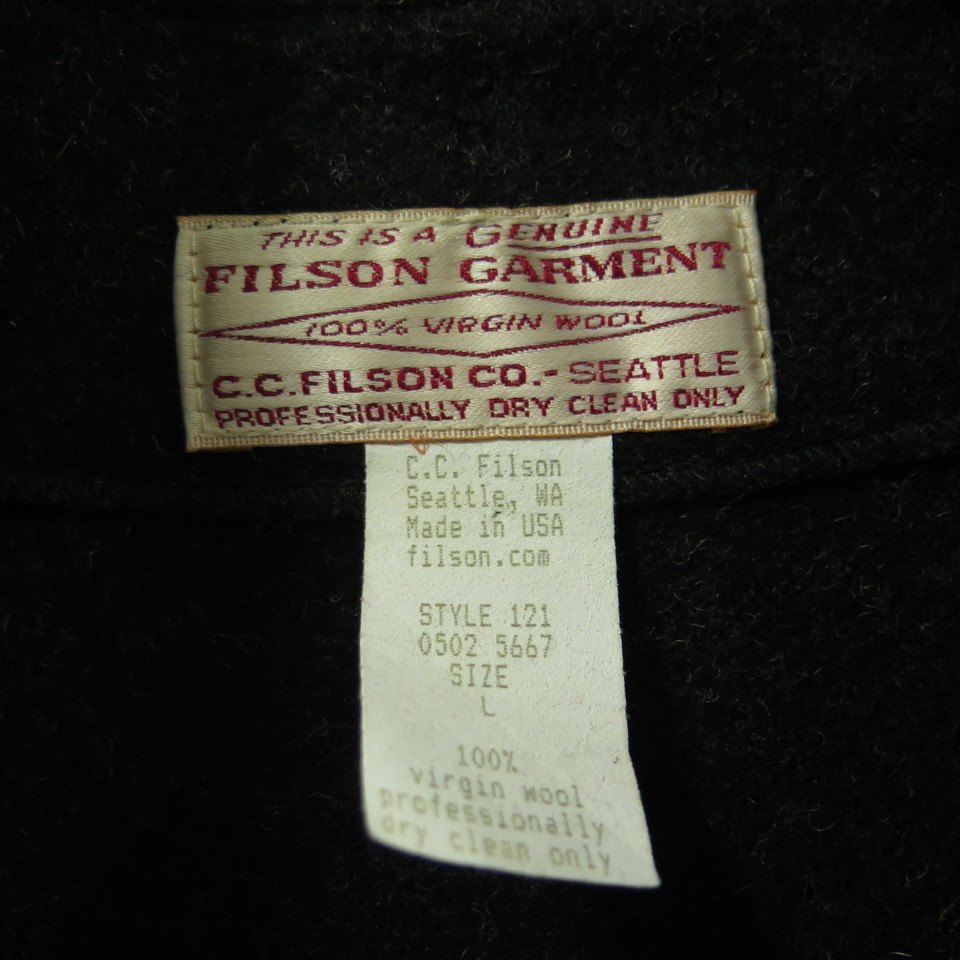 THIS IS A GENUINE
FILSON GARMENT
100% VIRGIN WOOL
C.C.FILSON CO.-SEATTLE
PROFESSIONALLY DRY CLEAN ONLY
C.C. Filson
Seattle, WA
Made in USA
filson.com
STYLE 121
0502 5667
SIZE
L
100%
virgin wool
professionally
dry clean only